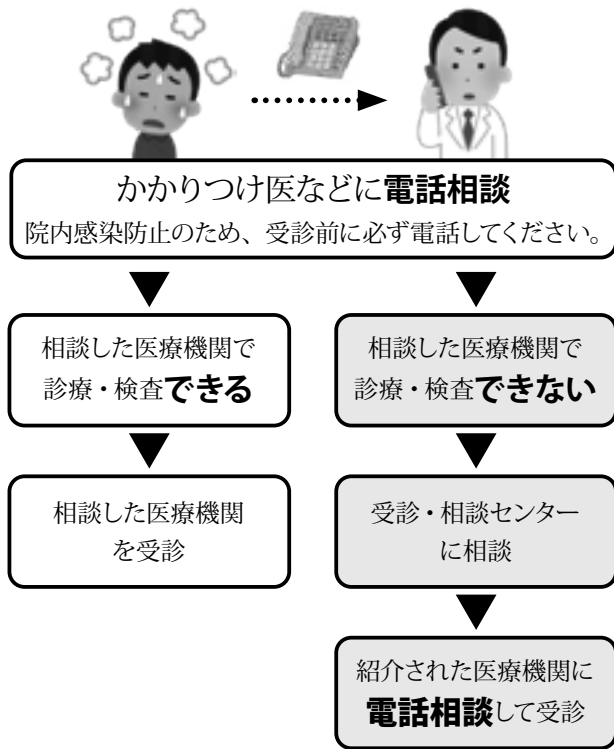 かかりつけ医などに電話相談
院内感染防止のため、受診前に必ず電話してください。
相談した医療機関で
診療・検査できる
相談した医療機関
を受診
相談した医療機関で
診療・検査できない
受診・相談センター
に相談
紹介された医療機関に
電話相談して受診